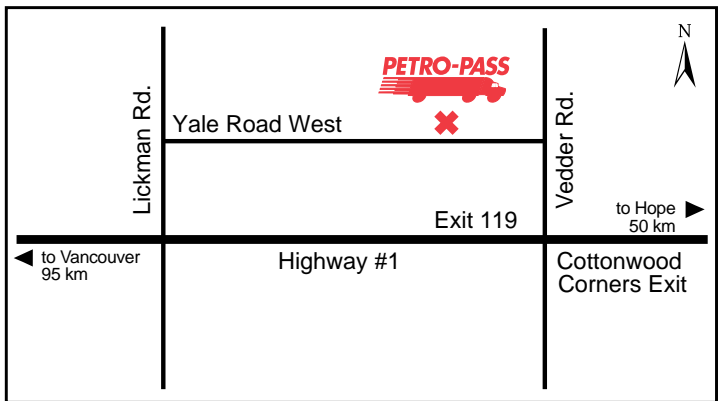 N
PETRO-PASS
Lickman Rd.
Yale Road West
Vedder Rd.
to Hope
50 km
Exit 119
to Vancouver
95 km
Highway #1
Cottonwood
Corners Exit